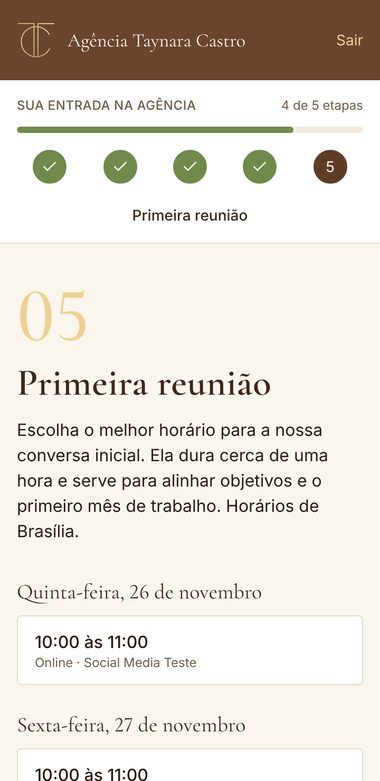 Agência Taynara Castro
Sair
SUA ENTRADA NA AGÊNCIA
4 de 5 etapas
5
Primeira reunião
05
Primeira reunião
Escolha o melhor horário para a nossa
conversa inicial. Ela dura cerca de uma
hora e serve para alinhar objetivos e o
primeiro mês de trabalho. Horários de
Brasília.
Quinta-feira, 26 de novembro
10:00 às 11:00
Online · Social Media Teste
Sexta-feira, 27 de novembro
10:00 às 11:00